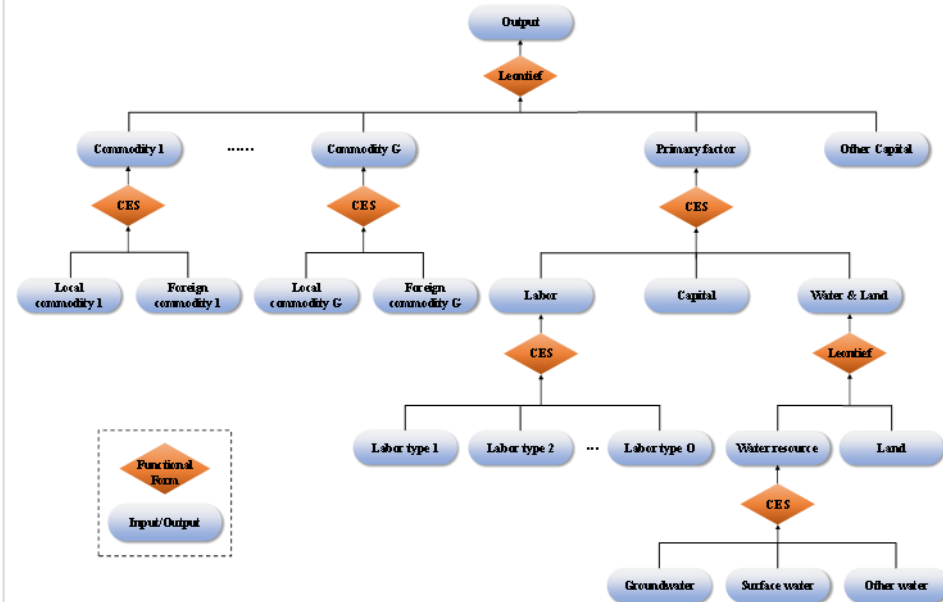 Output
Leontief
Commodity 1
......
Commodity G
Primary factor
Other Capital
CES
CES
CES
Local
commodity 1
Foreign
commodity 1
Local
commodity G
Foreign
commodity G
Labor
Capital
Water & Land
CES
Leontief
Labor type 1
Labor type 2
...
Labor type O
Water resource
Land
Functional
Form
Input/Output
CES
Groundwater
Surface water
Other water